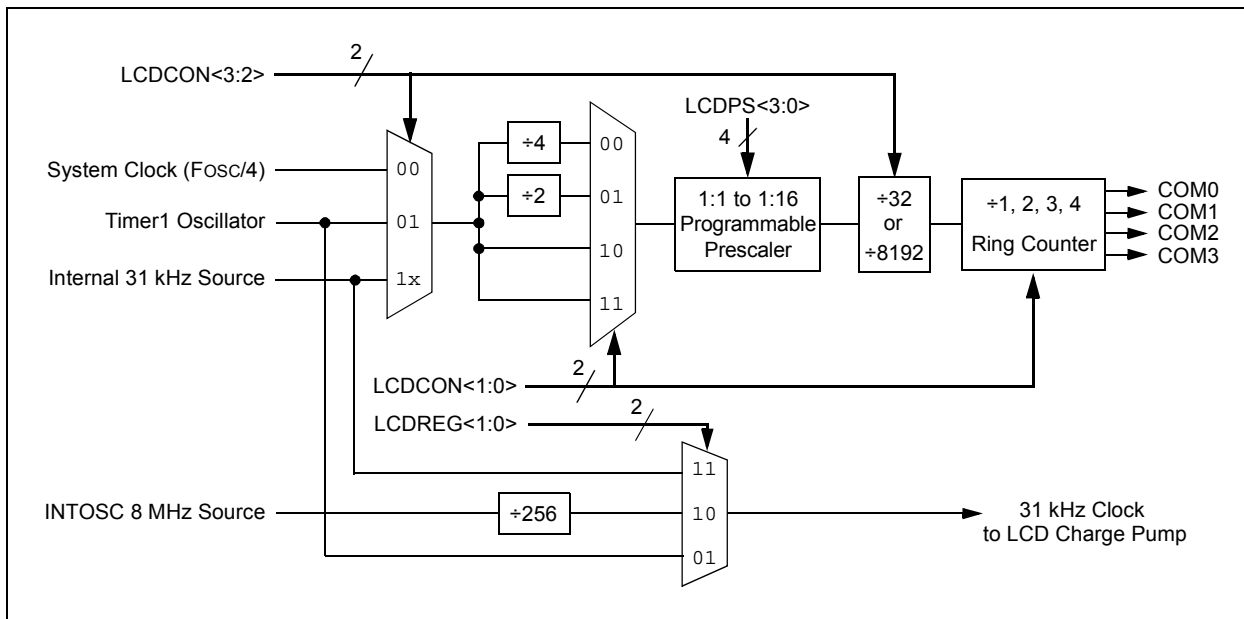 LCDCON<3:2>
2
LCDPS<3:0>
4
System Clock (FOSC/4)
00
Timer1 Oscillator
01
Internal 31 kHz Source
1x
÷4
÷2
00
01
10
11
1:1 to 1:16
Programmable
Prescaler
÷32
or
÷8192
÷1, 2, 3, 4
Ring Counter
COM0
COM1
COM2
COM3
LCDCON<1:0>
2
LCDREG<1:0>
2
11
INTOSC 8 MHz Source
÷256
10
01
31 kHz Clock
to LCD Charge Pump